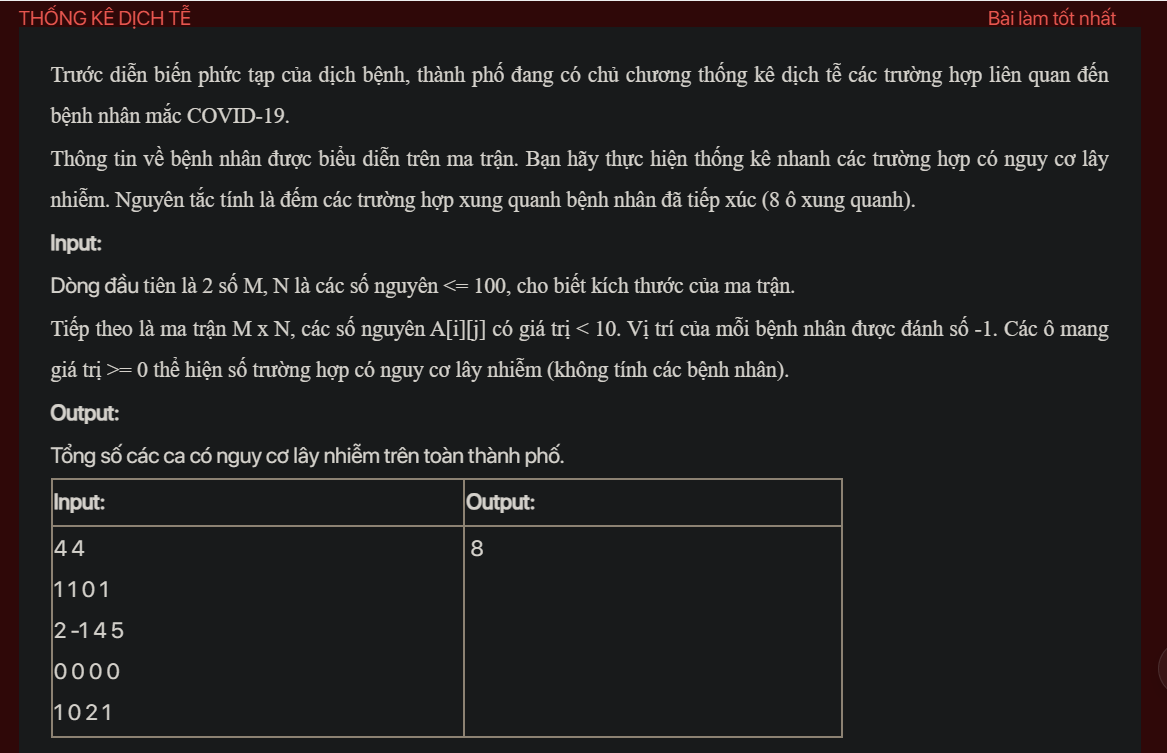 THỐNG KÊ DỊCH TỄ
Bài làm tốt nhất
Trước diễn biến phức tạp của dịch bệnh, thành phố đang có chủ chương thống kê dịch tễ các trường hợp liên quan đến
bệnh nhân mắc COVID-19.
Thông tin về bệnh nhân được biểu diễn trên ma trận. Bạn hãy thực hiện thống kê nhanh các trường hợp có nguy cơ lây
nhiễm. Nguyên tắc tính là đếm các trường hợp xung quanh bệnh nhân đã tiếp xúc (8 ô xung quanh).
Input:
Dòng đầu tiên là 2 số M, N là các số nguyên <= 100, cho biết kích thước của ma trận.
Tiếp theo là ma trận M x N, các số nguyên A[i][j] có giá trị < 10. Vị trí của mỗi bệnh nhân được đánh số -1. Các ô mang
giá trị >= 0 thể hiện số trường hợp có nguy cơ lây nhiễm (không tính các bệnh nhân).
Output:
Tổng số các ca có nguy cơ lây nhiễm trên toàn thành phố.
Input: Output:
4 4 8
1 1 0 1
2 -1 4 5
0 0 0 0
1 0 2 1